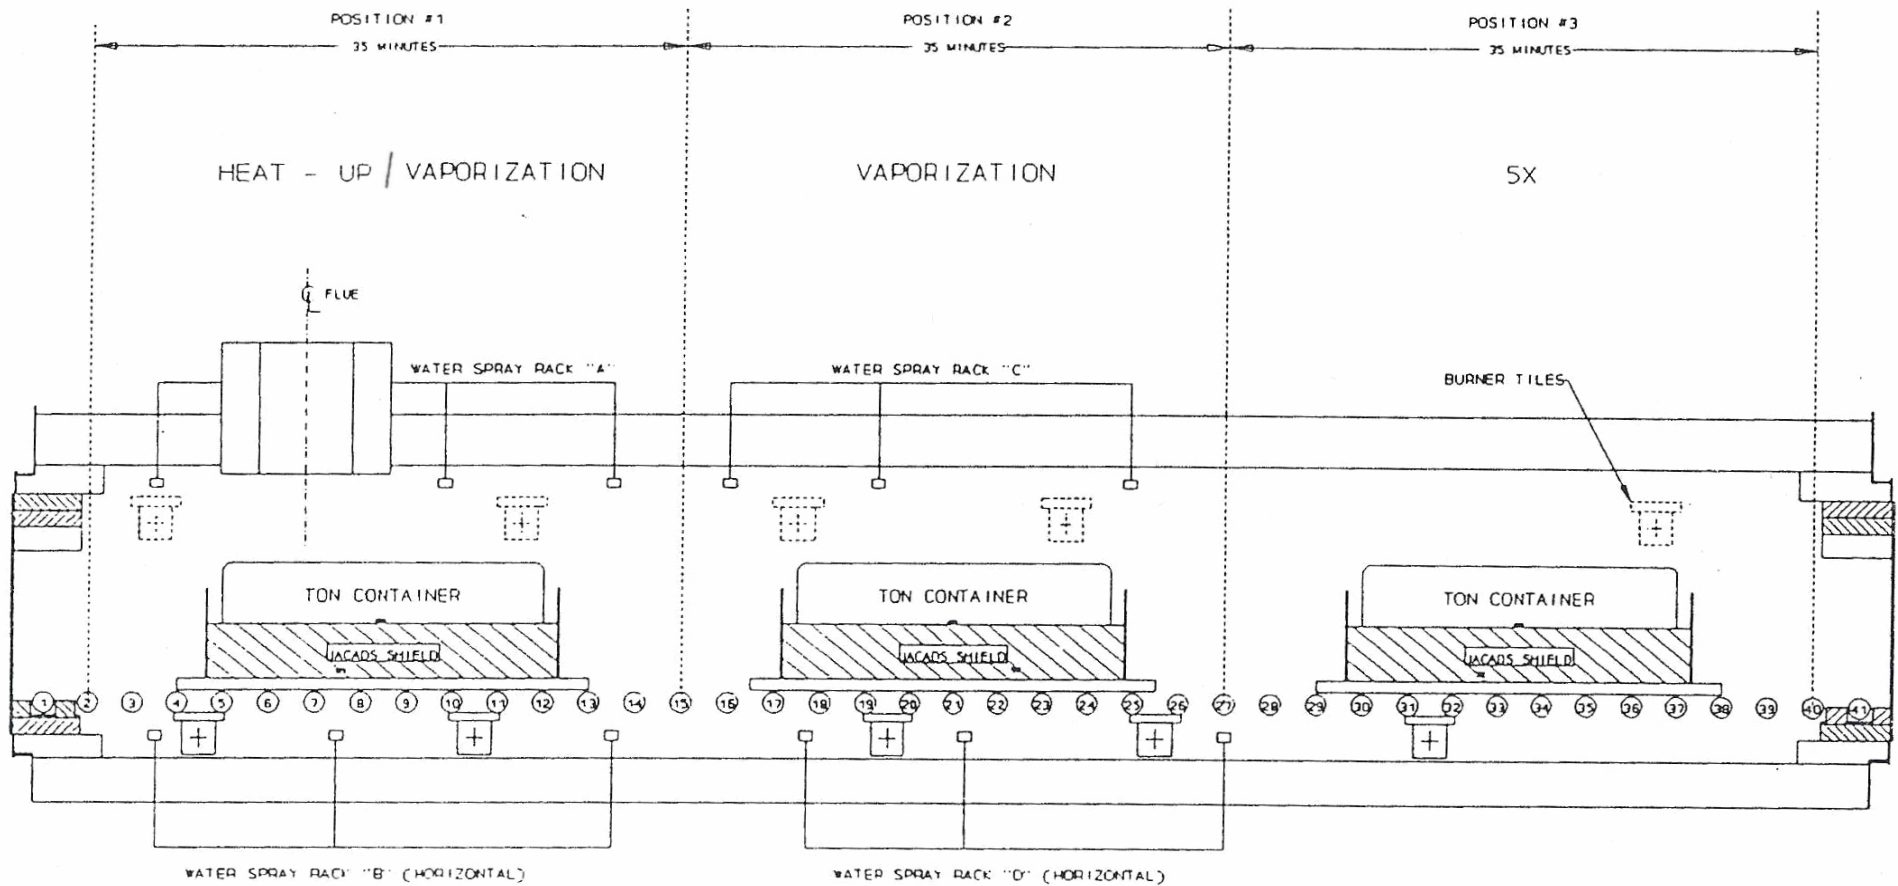 POSITION #1
POSITION #2
POSITION #3
35 MINUTES
35 MINUTES
35 MINUTES
HEAT - UP / VAPORIZATION
VAPORIZATION
5X
FLUE
WATER SPRAY RACK "A"
WATER SPRAY RACK "C"
BURNER TILES
TON CONTAINER
TON CONTAINER
TON CONTAINER
JACADS SHIELD
JACADS SHIELD
JACADS SHIELD
1 2 3 4 5 6 7 8 9 10 11 12 13 14 15 16 17 18 19 20 21 22 23 24 25 26 27 28 29 30 31 32 33 34 35 36 37 38 39 40 41
WATER SPRAY RACK "B" (HORIZONTAL)
WATER SPRAY RACK "D" (HORIZONTAL)